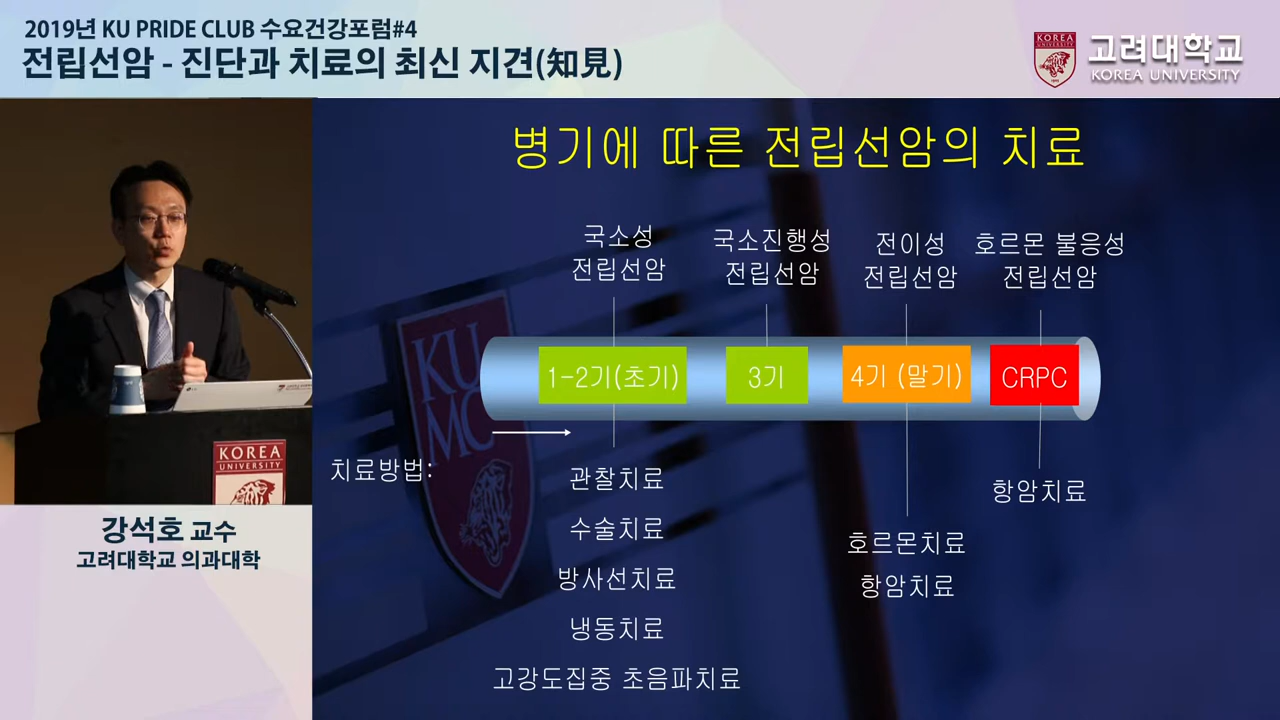 2019년 KU PRIDE CLUB 수요건강포럼#4
전립선암 - 진단과 치료의 최신 지견(知見)
KOREA
고려대학교
KOREA UNIVERSITY
병기에 따른 전립선암의 치료
국소성
전립선암
국소진행성
전립선암
전이성
전립선암
호르몬 불응성
전립선암
KU
MC
1-2기(초기)
3기
4기 (말기)
CRPC
치료방법:
관찰치료
수술치료
방사선치료
냉동치료
고강도집중 초음파치료
호르몬치료
항암치료
항암치료
KOREA
UNIVERSITY
강석호 교수
고려대학교 의과대학